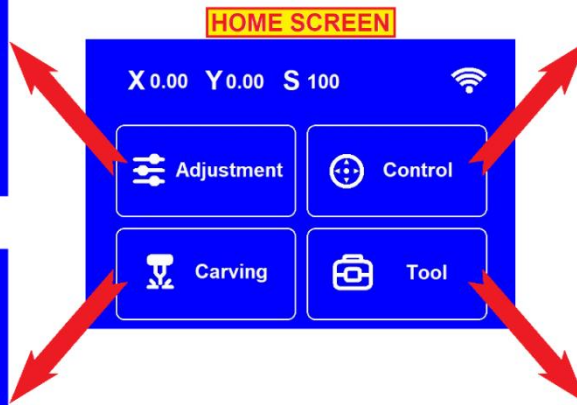 HOME SCREEN
X 0.00 Y 0.00 S 100
Adjustment
Control
Carving
Tool